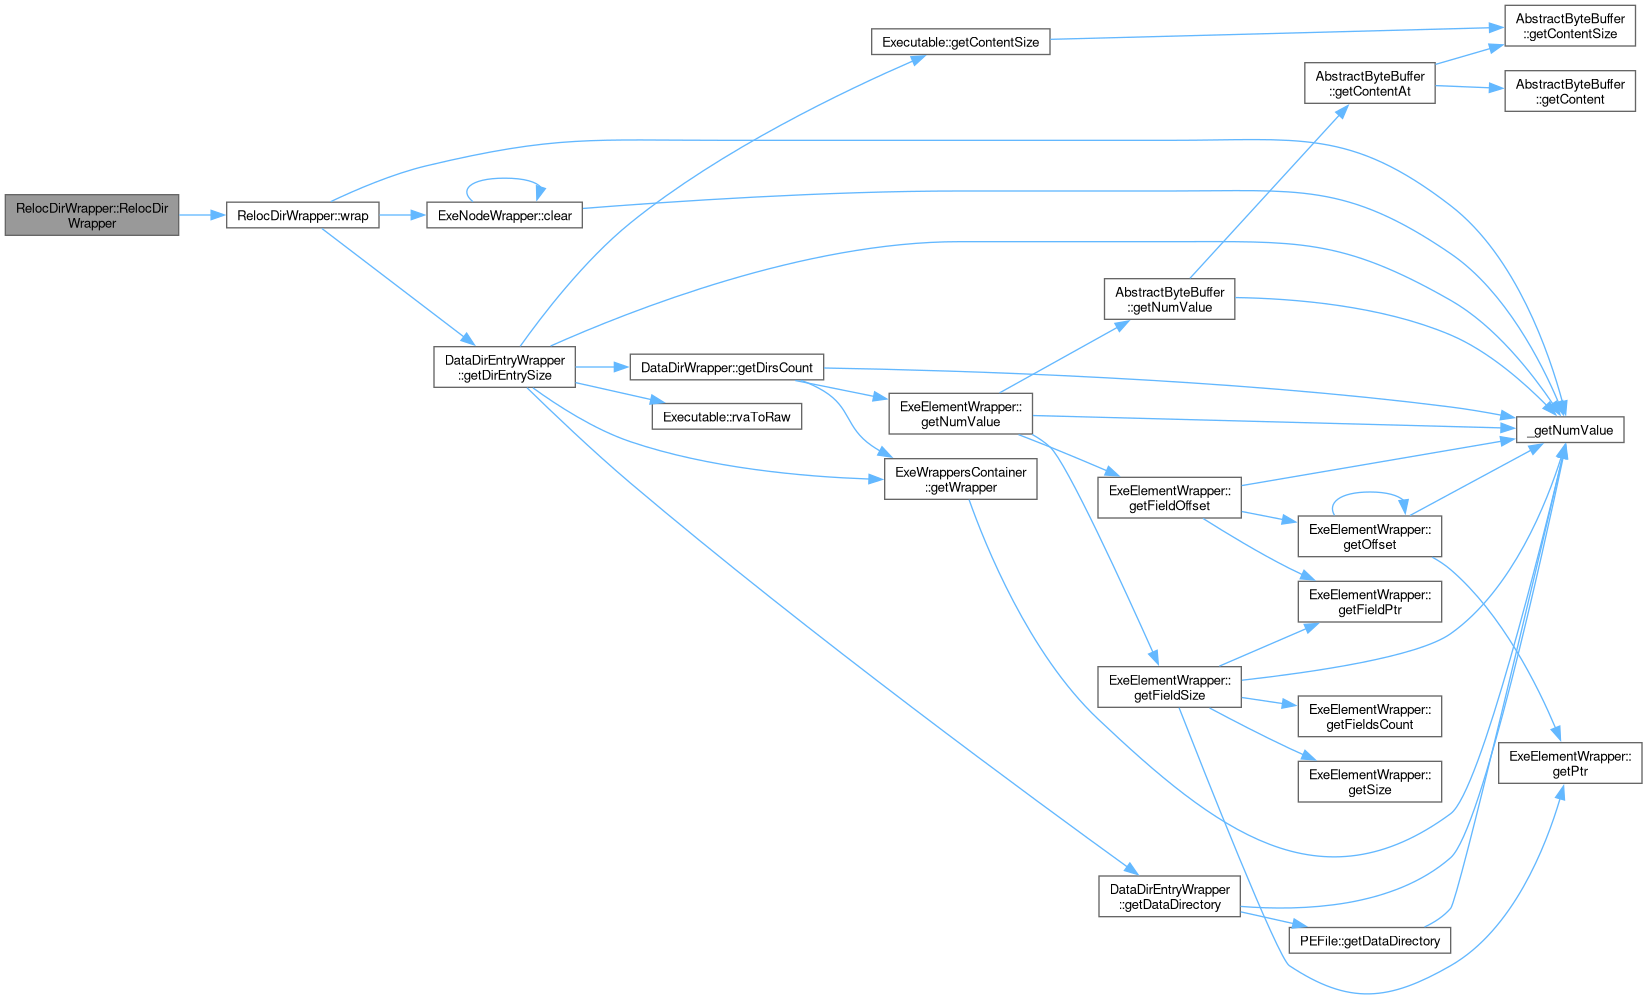 AbstractByteBuffer
::getContentSize
Executable::getContentSize
AbstractByteBuffer
::getContentAt
AbstractByteBuffer
::getContent
RelocDirWrapper::RelocDir
Wrapper
RelocDirWrapper::wrap
ExeNodeWrapper::clear
AbstractByteBuffer
::getNumValue
DataDirEntryWrapper
::getDirEntrySize
DataDirWrapper::getDirsCount
Executable::rvaToRaw
ExeElementWrapper::
getNumValue
_getNumValue
ExeWrappersContainer
::getWrapper
ExeElementWrapper::
getFieldOffset
ExeElementWrapper::
getOffset
ExeElementWrapper::
getFieldPtr
ExeElementWrapper::
getFieldSize
ExeElementWrapper::
getFieldsCount
ExeElementWrapper::
getPtr
ExeElementWrapper::
getSize
DataDirEntryWrapper
::getDataDirectory
PEFile::getDataDirectory